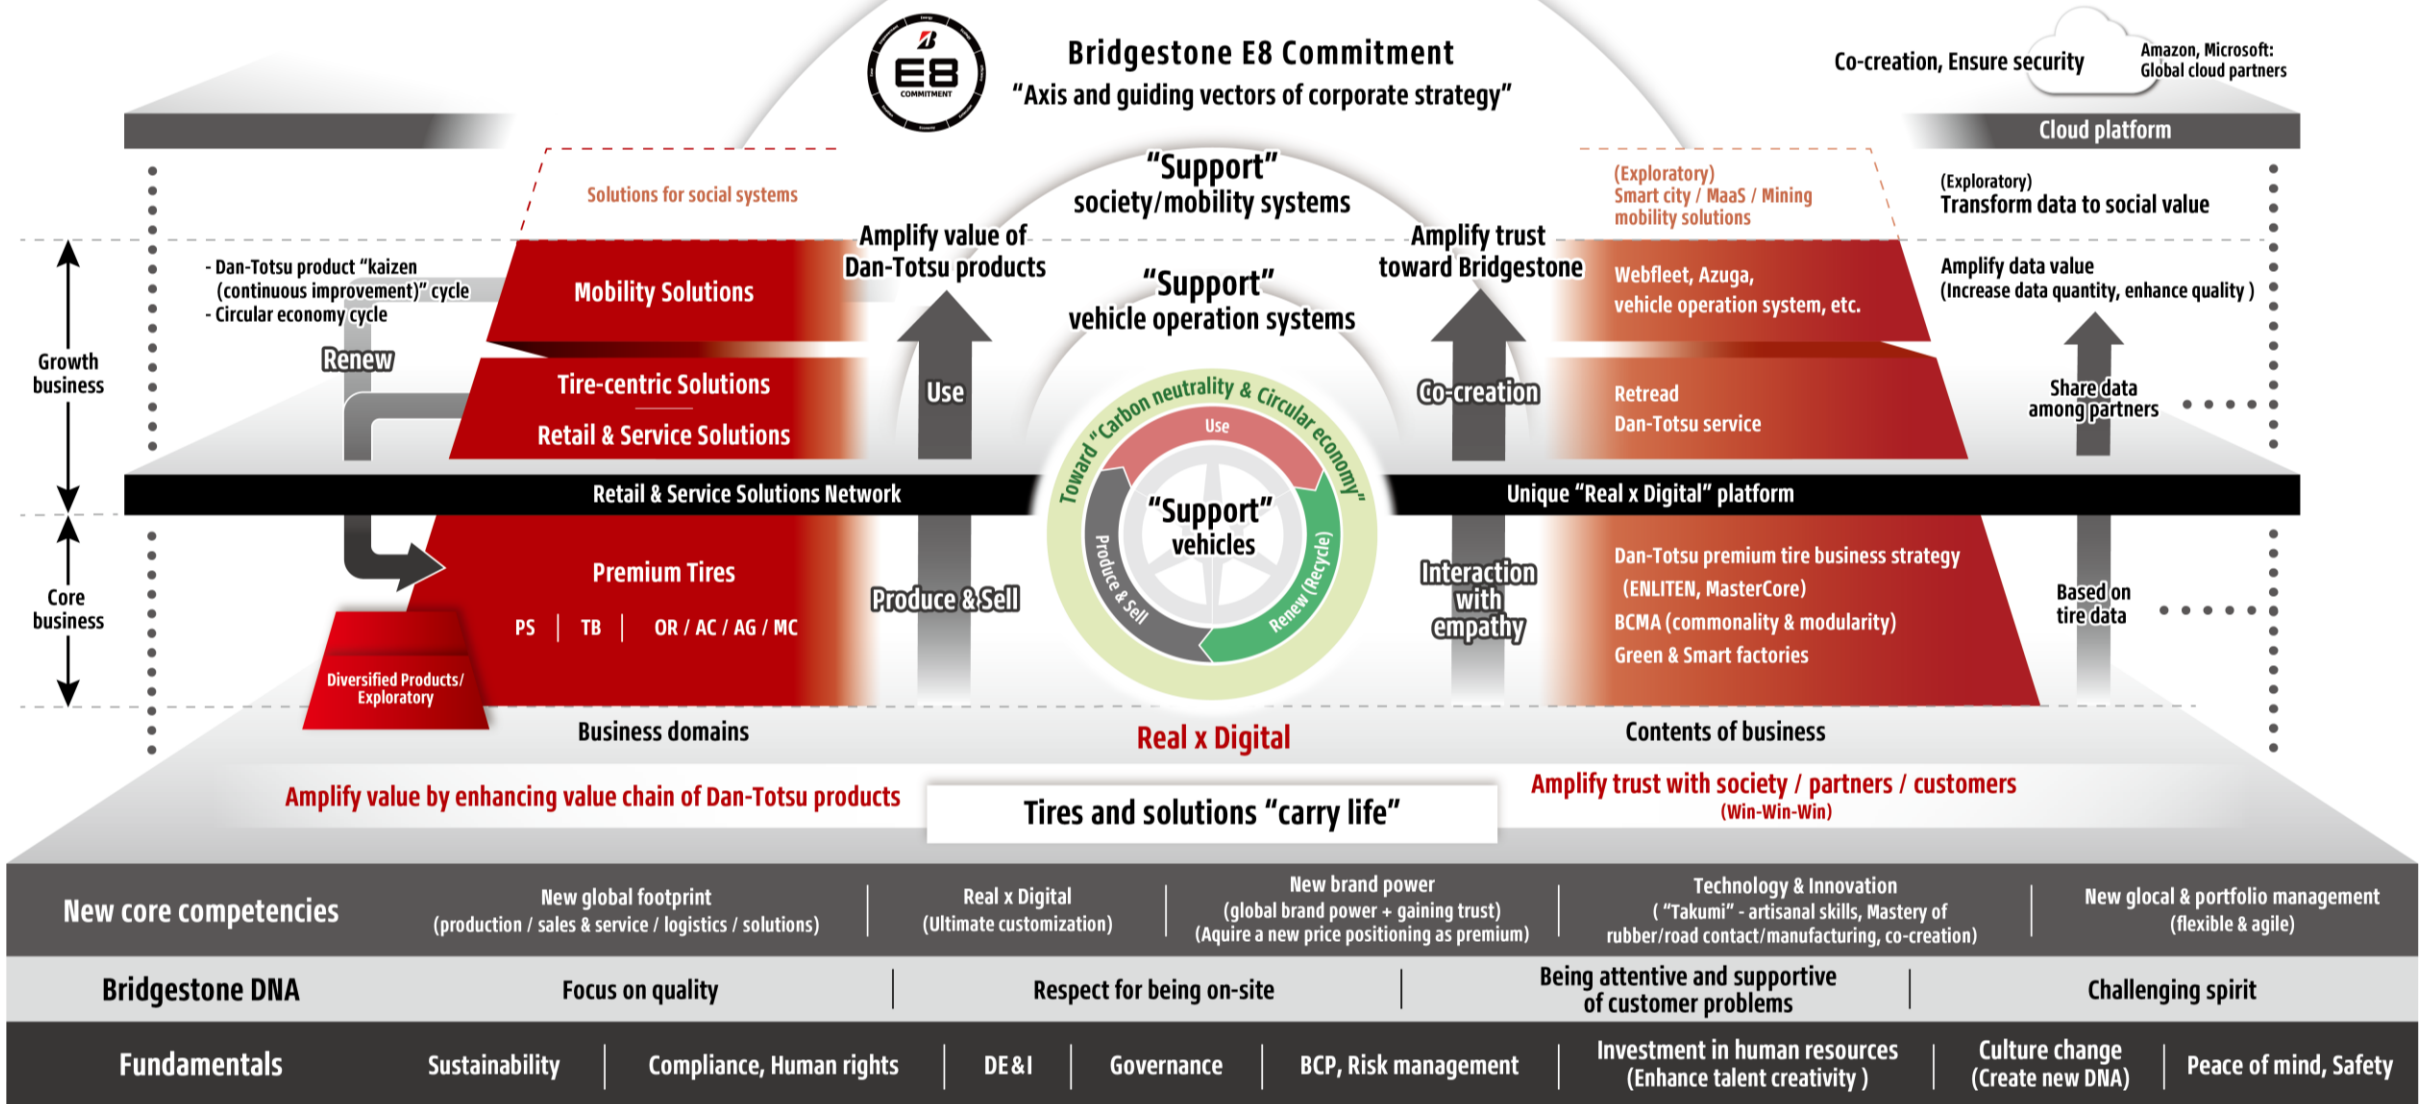 E8
COMMITMENT
Bridgestone E8 Commitment
“Axis and guiding vectors of corporate strategy”
Co-creation, Ensure security
Amazon, Microsoft:
Global cloud partners
Cloud platform
“Support”
society/mobility systems
Solutions for social systems
(Exploratory)
Smart city / MaaS / Mining
mobility solutions
(Exploratory)
Transform data to social value
Amplify value of
Dan-Totsu products
Amplify trust
toward Bridgestone
- Dan-Totsu product “kaizen
(continuous improvement)” cycle
- Circular economy cycle
Renew
Mobility Solutions
“Support”
vehicle operation systems
Webfleet, Azuga,
vehicle operation system, etc.
Amplify data value
(Increase data quantity, enhance quality )
Growth
business
Tire-centric Solutions
Retail & Service Solutions
Use
Co-creation
Retread
Dan-Totsu service
Share data
among partners
Toward “Carbon neutrality & Circular economy”
Use
Produce & Sell
Renew (Recycle)
“Support”
vehicles
Retail & Service Solutions Network
Unique “Real x Digital” platform
Core
business
Premium Tires
PS | TB | OR / AC / AG / MC
Diversified Products/
Exploratory
Produce & Sell
Interaction
with
empathy
Dan-Totsu premium tire business strategy
(ENLITEN, MasterCore)
BCMA (commonality & modularity)
Green & Smart factories
Based on
tire data
Business domains
Real x Digital
Contents of business
Amplify value by enhancing value chain of Dan-Totsu products
Tires and solutions “carry life”
Amplify trust with society / partners / customers
(Win-Win-Win)
New core competencies
New global footprint
(production / sales & service / logistics / solutions)
Real x Digital
(Ultimate customization)
New brand power
(global brand power + gaining trust)
(Aquire a new price positioning as premium)
Technology & Innovation
( “Takumi” - artisanal skills, Mastery of
rubber/road contact/manufacturing, co-creation)
New glocal & portfolio management
(flexible & agile)
Bridgestone DNA
Focus on quality
Respect for being on-site
Being attentive and supportive
of customer problems
Challenging spirit
Fundamentals
Sustainability
Compliance, Human rights
DE&I
Governance
BCP, Risk management
Investment in human resources
(Enhance talent creativity )
Culture change
(Create new DNA)
Peace of mind, Safety